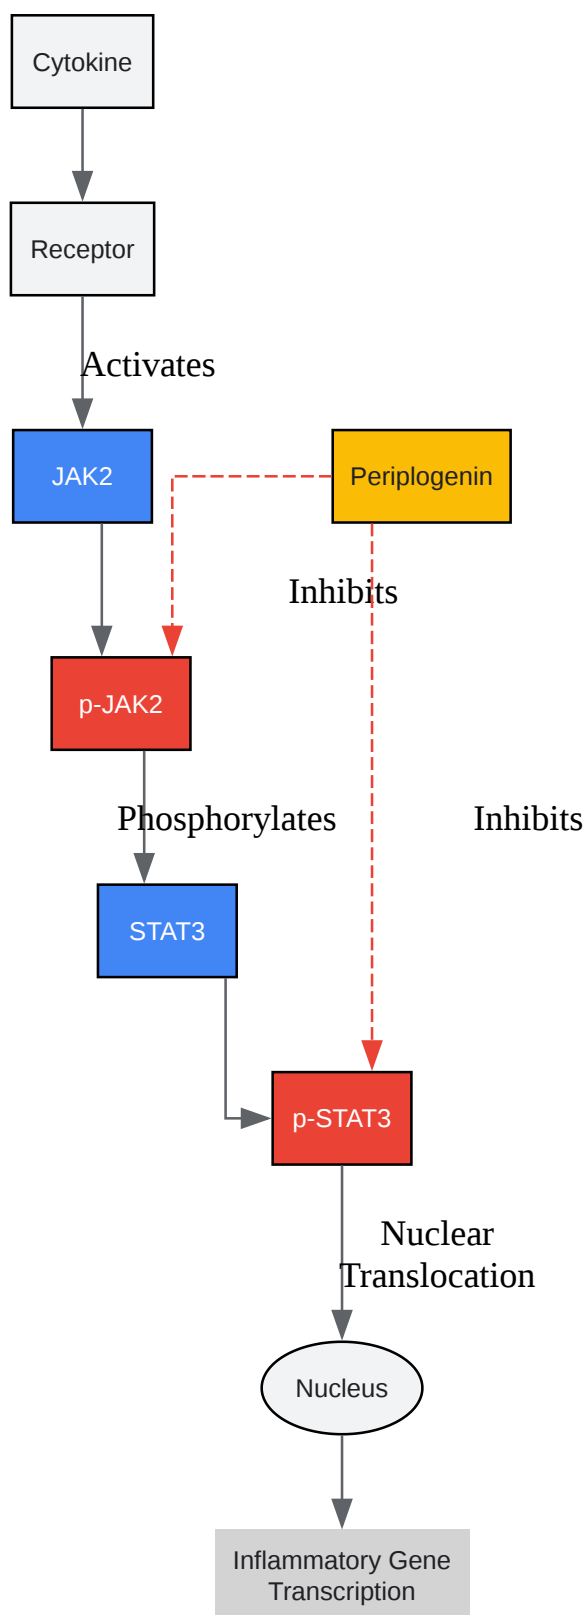 Cytokine
Receptor
Activates
JAK2
Periplogenin
Inhibits
p-JAK2
Phosphorylates
Inhibits
STAT3
p-STAT3
Nuclear
Translocation
Nucleus
Inflammatory Gene
Transcription